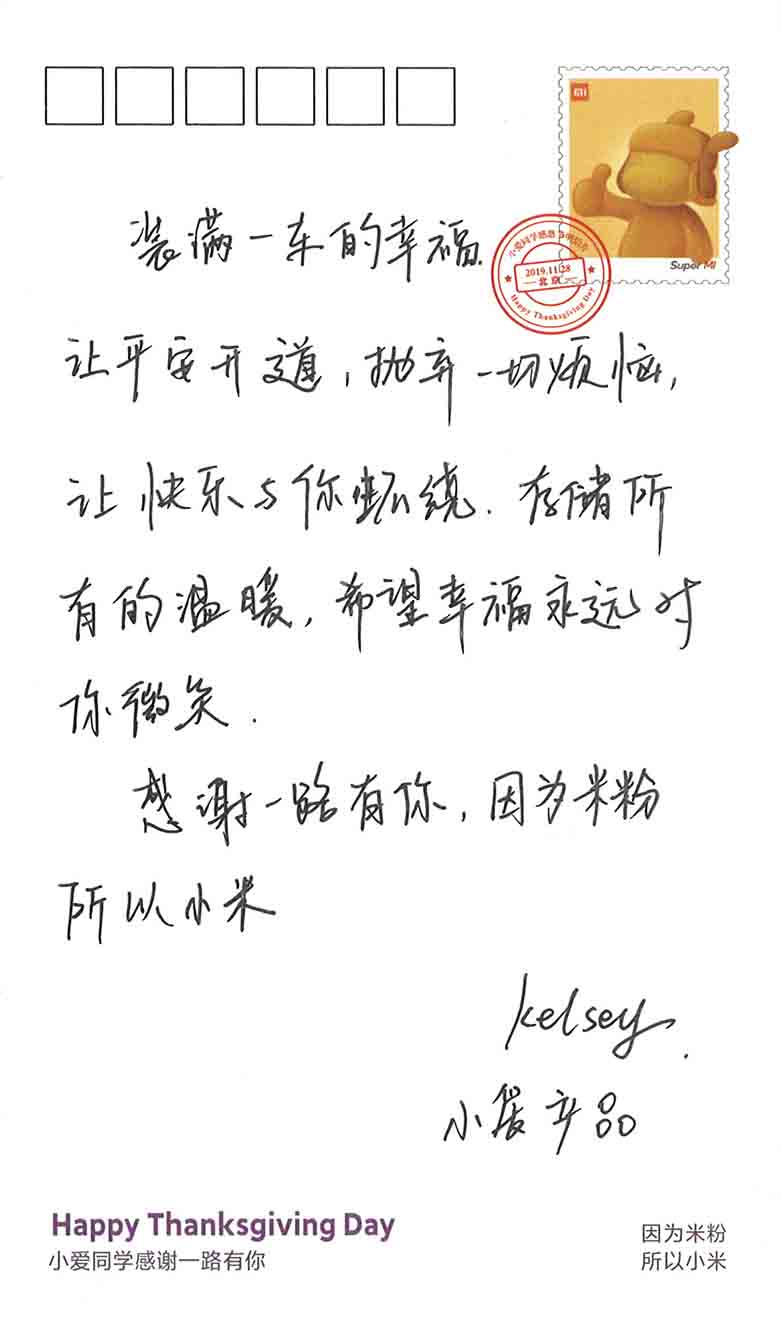 MI
装满一车的幸福.
Super MI
小爱同学感恩节明信片
2019.11.28
北京
Happy Thanksgiving Day
让平安开道，抛弃一切烦恼，
让快乐与你环绕．存储所
有的温暖，希望幸福永远对
你微笑．
感谢一路有你，因为米粉
所以小米
Kelsey.
小爱产品
Happy Thanksgiving Day
小爱同学感谢一路有你
因为米粉
所以小米